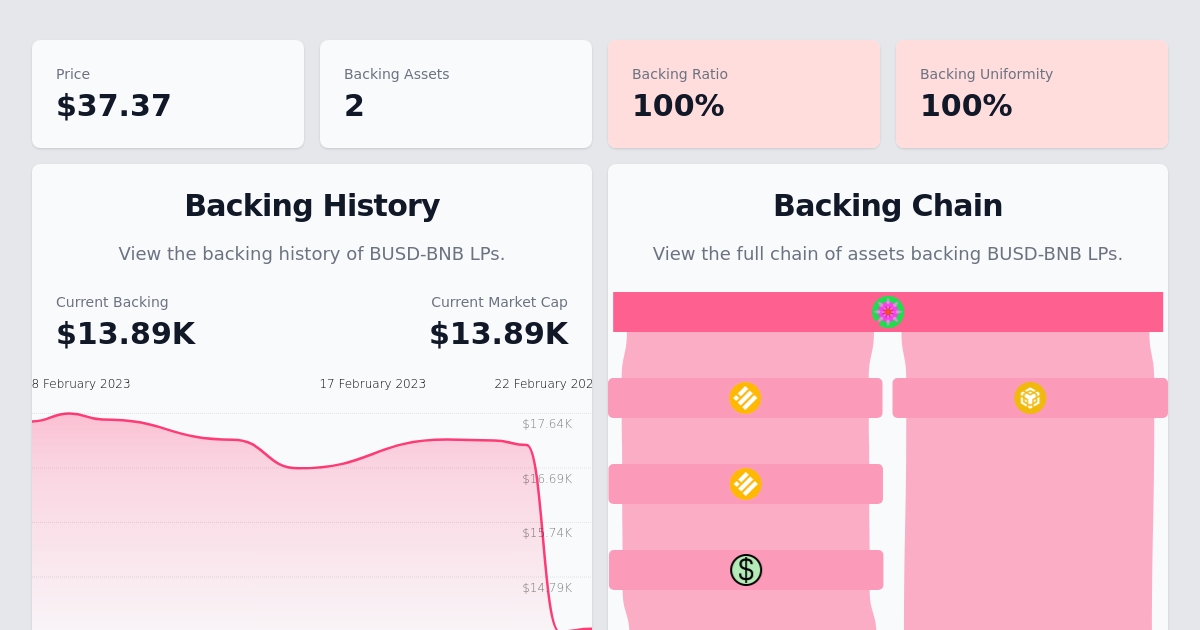 Price
$37.37
Backing Assets
2
Backing Ratio
100%
Backing Uniformity
100%
Backing History
View the backing history of BUSD-BNB LPs.
Current Backing
$13.89K
Current Market Cap
$13.89K
8 February 2023
17 February 2023
22 February 202
$17.64K
$16.69K
$15.74K
$14.79K
Backing Chain
View the full chain of assets backing BUSD-BNB LPs.
$